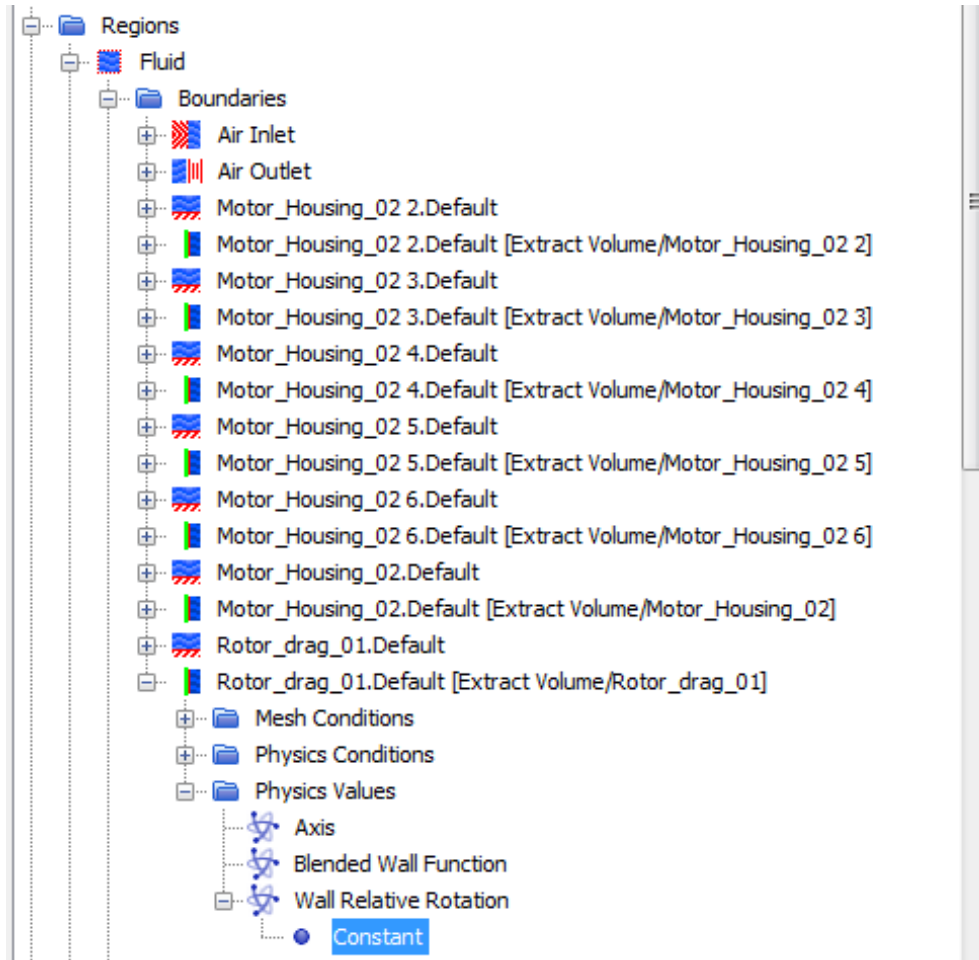 Regions
Fluid
Boundaries
Air Inlet
Air Outlet
Motor_Housing_02 2.Default
Motor_Housing_02 2.Default [Extract Volume/Motor_Housing_02 2]
Motor_Housing_02 3.Default
Motor_Housing_02 3.Default [Extract Volume/Motor_Housing_02 3]
Motor_Housing_02 4.Default
Motor_Housing_02 4.Default [Extract Volume/Motor_Housing_02 4]
Motor_Housing_02 5.Default
Motor_Housing_02 5.Default [Extract Volume/Motor_Housing_02 5]
Motor_Housing_02 6.Default
Motor_Housing_02 6.Default [Extract Volume/Motor_Housing_02 6]
Motor_Housing_02.Default
Motor_Housing_02.Default [Extract Volume/Motor_Housing_02]
Rotor_drag_01.Default
Rotor_drag_01.Default [Extract Volume/Rotor_drag_01]
Mesh Conditions
Physics Conditions
Physics Values
Axis
Blended Wall Function
Wall Relative Rotation
Constant